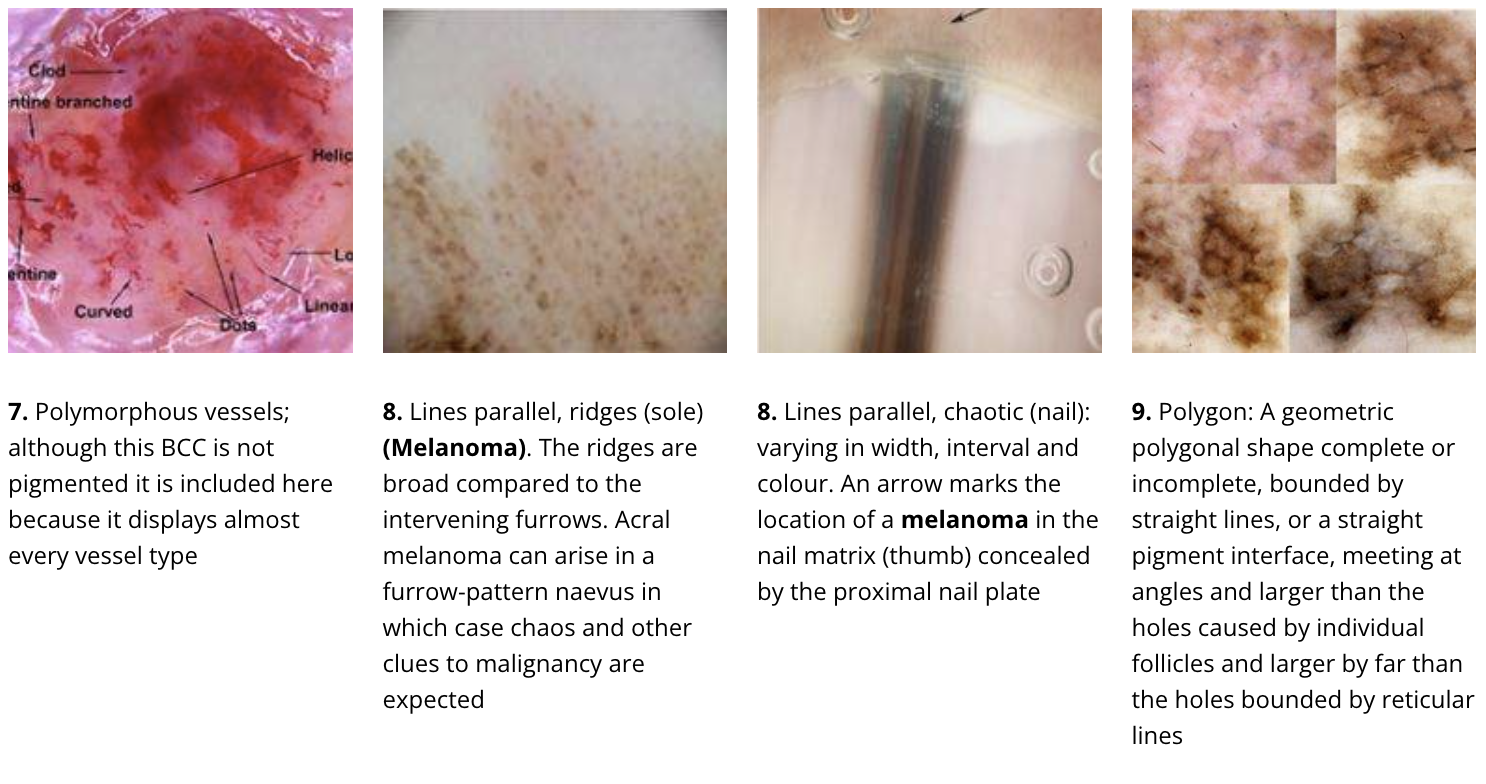 Clod
ntine branched
Helic
d
entine
Lo
Curved
Linear
Dots
7. Polymorphous vessels;
although this BCC is not
pigmented it is included here
because it displays almost
every vessel type
8. Lines parallel, ridges (sole)
(Melanoma). The ridges are
broad compared to the
intervening furrows. Acral
melanoma can arise in a
furrow-pattern naevus in
which case chaos and other
clues to malignancy are
expected
8. Lines parallel, chaotic (nail):
varying in width, interval and
colour. An arrow marks the
location of a melanoma in the
nail matrix (thumb) concealed
by the proximal nail plate
9. Polygon: A geometric
polygonal shape complete or
incomplete, bounded by
straight lines, or a straight
pigment interface, meeting at
angles and larger than the
holes caused by individual
follicles and larger by far than
the holes bounded by reticular
lines